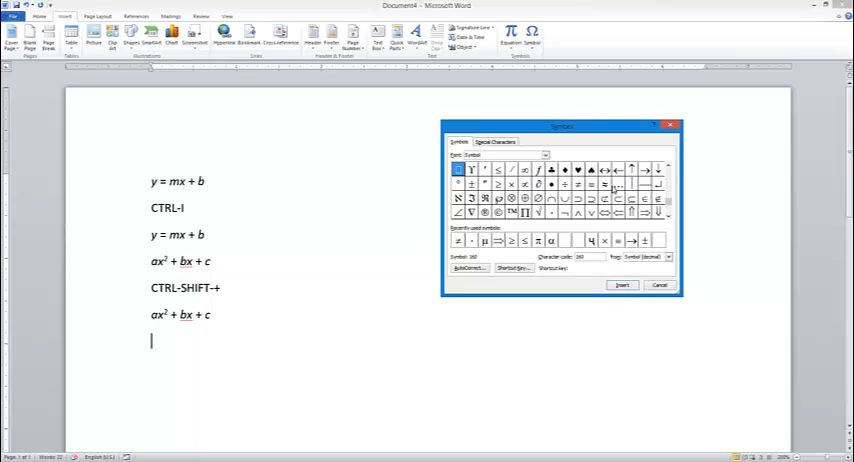 Document4 - Microsoft Word
File Home Insert Page Layout References Mailings Review View
Cover Page Blank Page Page Break
Pages
Table
Tables
Picture Clip Art Shapes SmartArt Chart Screenshot
Illustrations
Hyperlink Bookmark Cross-reference
Links
Header Footer Page Number
Header & Footer
Text Box Quick Parts WordArt Drop Cap
Signature Line
Date & Time
Object
Text
Equation Symbol
Symbols
y = mx + b
CTRL-I
y = mx + b
ax² + bx + c
CTRL-SHIFT-+
ax² + bx + c
Symbol
Symbols Special Characters
Font: Symbol
ϒ ′ ≤ ⁄ ∞ ƒ ♣ ♦ ♥ ♠ ↔ ← ↑ → ↓
° ± ″ ≥ × ∝ ∂ • ÷ ≠ ≡ ≈ … | — ↵
ℵ ℑ ℜ ℘ ⊗ ⊕ ∅ ∩ ∪ ⊃ ⊇ ⊄ ⊂ ⊆ ∈ ∉
∠ ∇ ® © ™ ∏ √ ⋅ ¬ ∧ ∨ ⇔ ⇐ ⇑ ⇒ ⇓
Recently used symbols:
≠ · μ ⇒ ≥ ≤ π α × = → ±
Symbol: 160
Character code: 160 from: Symbol (decimal)
AutoCorrect... Shortcut Key... Shortcut key:
Insert Cancel
Page: 1 of 1 Words: 22 English (U.S.) 200%